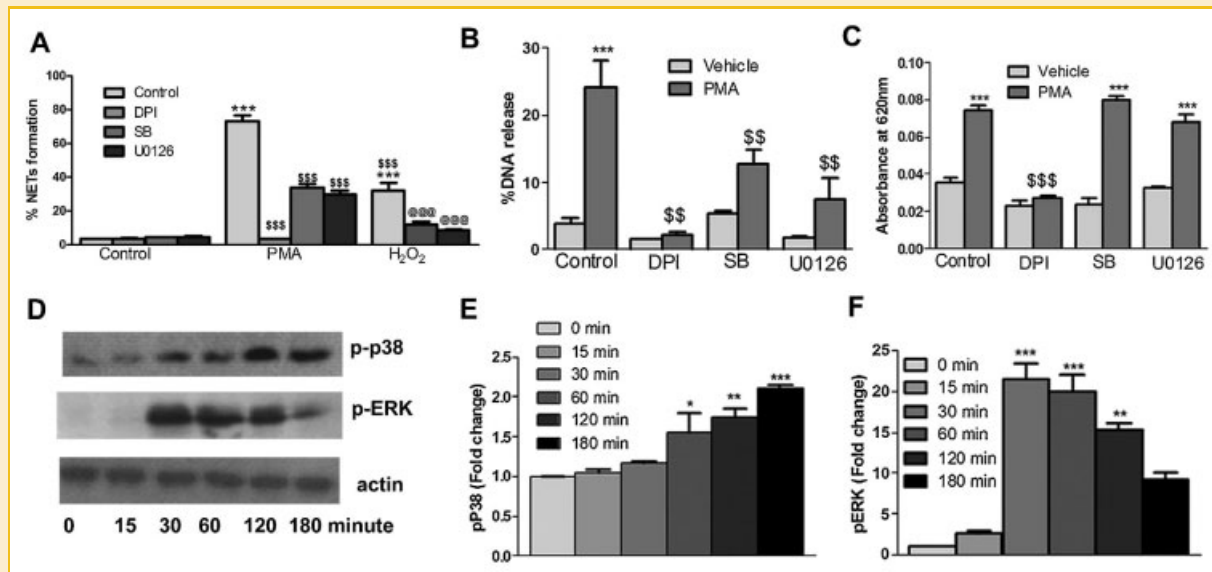 A
% NETs formation
100
80
60
40
20
0
Control
DPI
SB
U0126
***
$$$
$$$
$$$
$$$
***
@@@
@@@
Control
PMA
H₂O₂
B
%DNA release
30
20
10
0
Vehicle
PMA
***
$$
$$
$$
Control
DPI
SB
U0126
C
Absorbance at 620nm
0.10
0.08
0.06
0.04
0.02
0.00
Vehicle
PMA
***
$$$
***
***
Control
DPI
SB
U0126
D
p-p38
p-ERK
actin
0 15 30 60 120 180 minute
E
pP38 (Fold change)
2.5
2.0
1.5
1.0
0.5
0.0
0 min
15 min
30 min
60 min
120 min
180 min
*
**
***
F
pERK (Fold change)
25
20
15
10
5
0
0 min
15 min
30 min
60 min
120 min
180 min
***
***
**